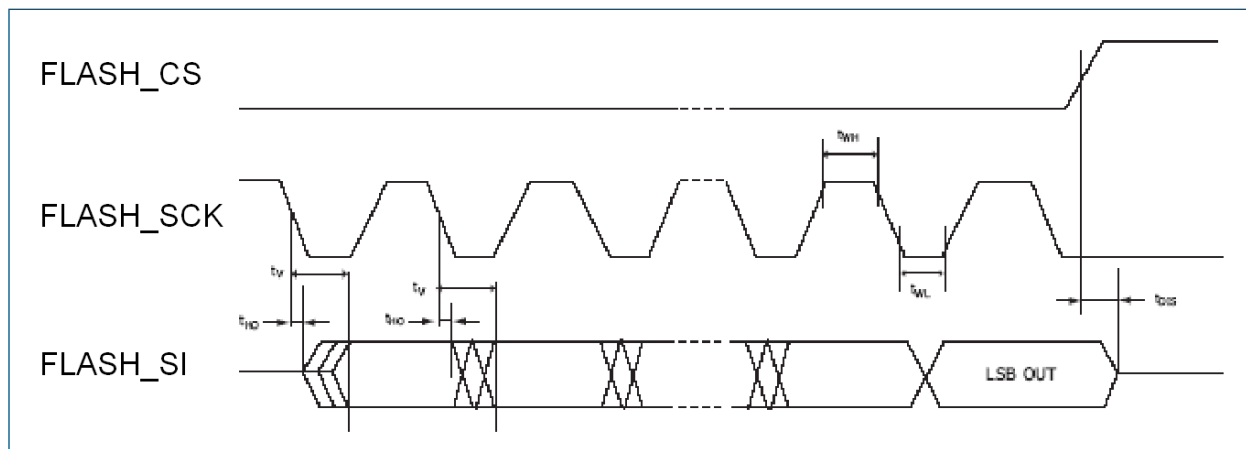 FLASH_CS
tWH
FLASH_SCK
tV
tV
tWL
tHO
tHO
tDIS
FLASH_SI
LSB OUT